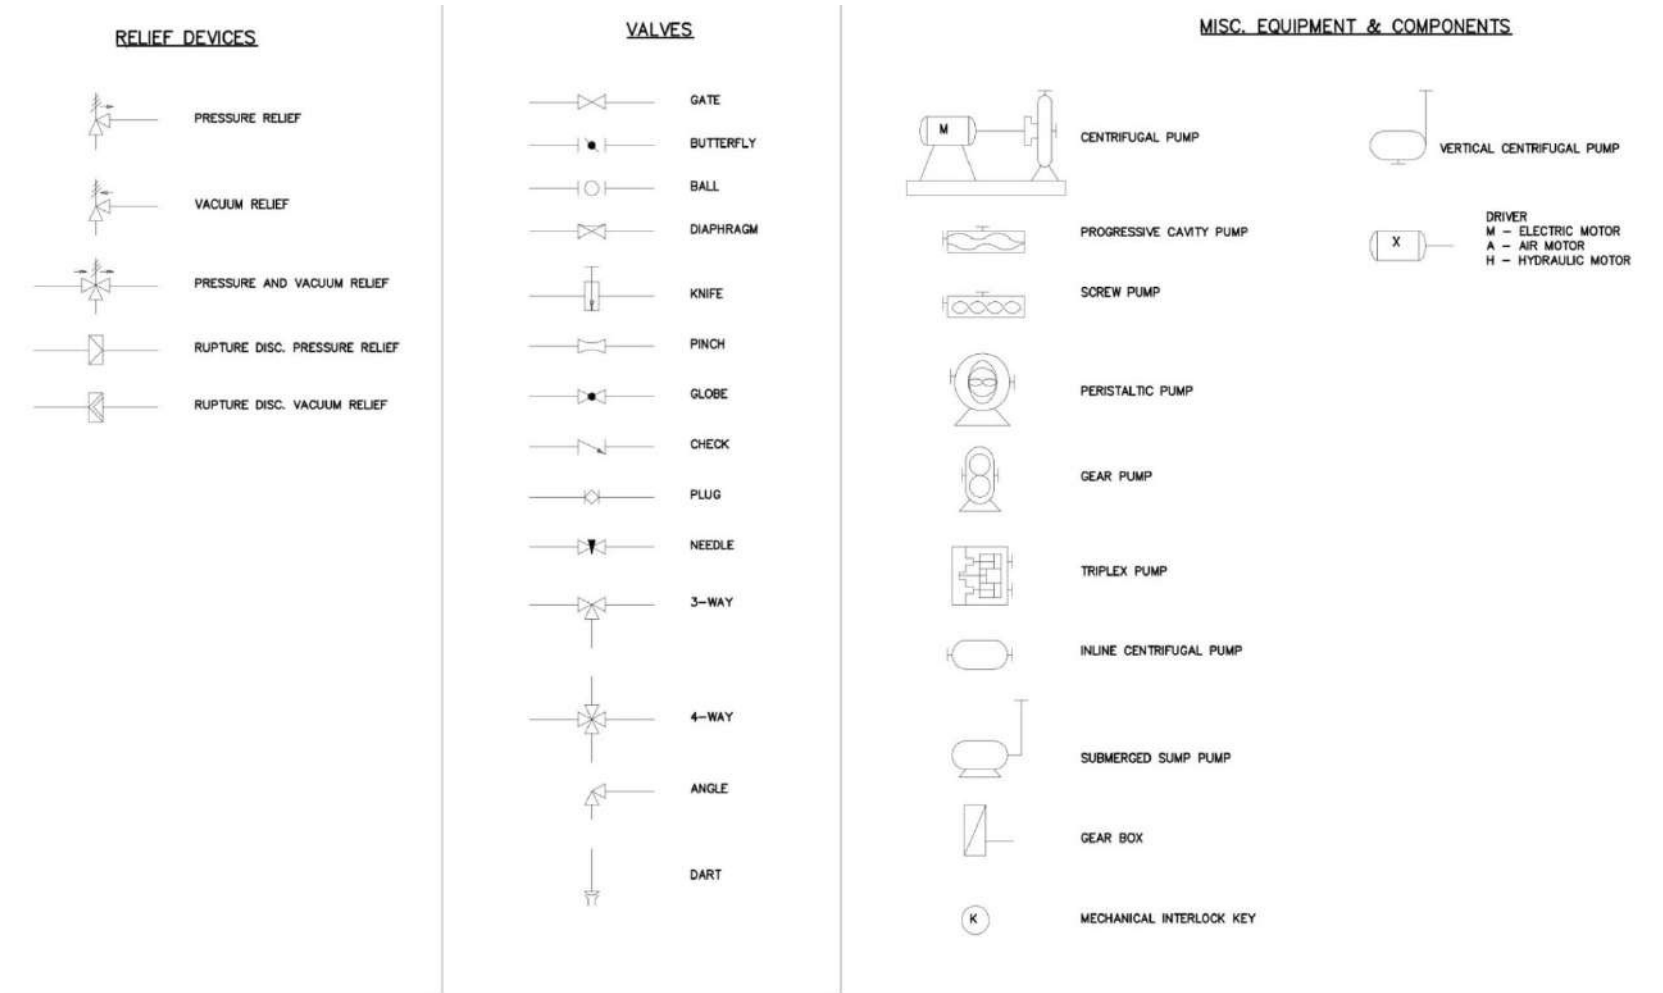 RELIEF DEVICES
PRESSURE RELIEF
VACUUM RELIEF
PRESSURE AND VACUUM RELIEF
RUPTURE DISC. PRESSURE RELIEF
RUPTURE DISC. VACUUM RELIEF
VALVES
GATE
BUTTERFLY
BALL
DIAPHRAGM
KNIFE
PINCH
GLOBE
CHECK
PLUG
NEEDLE
3-WAY
4-WAY
ANGLE
DART
MISC. EQUIPMENT & COMPONENTS
M
CENTRIFUGAL PUMP
PROGRESSIVE CAVITY PUMP
SCREW PUMP
PERISTALTIC PUMP
GEAR PUMP
TRIPLEX PUMP
INLINE CENTRIFUGAL PUMP
SUBMERGED SUMP PUMP
GEAR BOX
K
MECHANICAL INTERLOCK KEY
VERTICAL CENTRIFUGAL PUMP
X
DRIVER
M - ELECTRIC MOTOR
A - AIR MOTOR
H - HYDRAULIC MOTOR